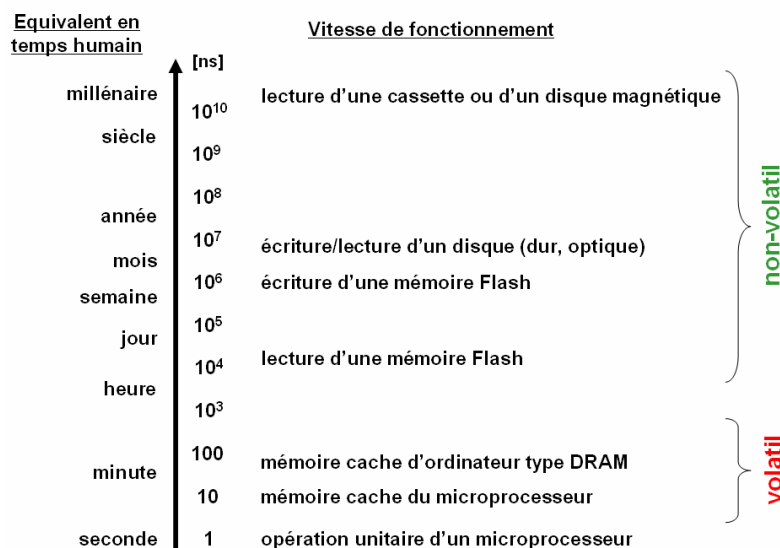 Equivalent en
temps humain
Vitesse de fonctionnement
[ns]
millénaire
lecture d'une cassette ou d'un disque magnétique
10¹⁰
siècle
10⁹
10⁸
année
10⁷
écriture/lecture d'un disque (dur, optique)
mois
10⁶
écriture d'une mémoire Flash
semaine
10⁵
jour
lecture d'une mémoire Flash
10⁴
heure
10³
100
mémoire cache d'ordinateur type DRAM
minute
10
mémoire cache du microprocesseur
seconde
1
opération unitaire d'un microprocesseur
non-volatil
volatil